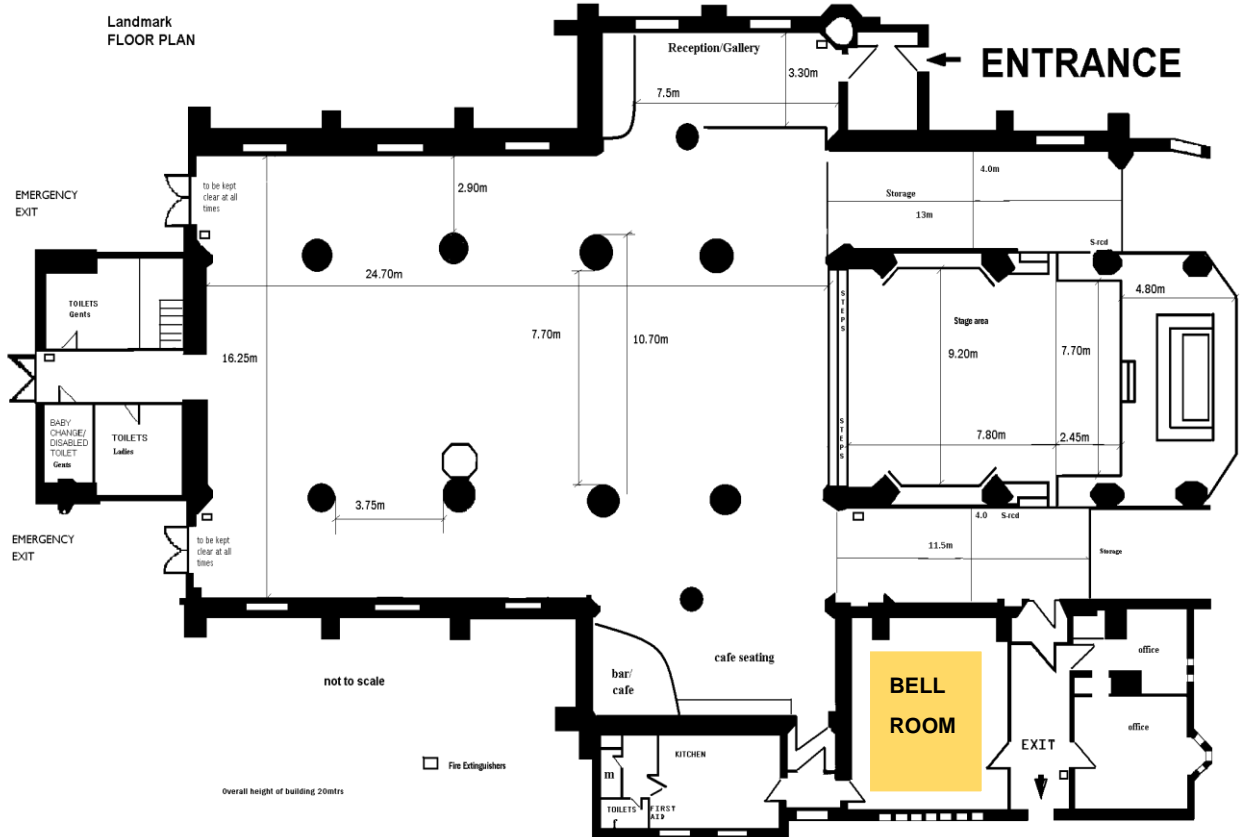 Landmark
FLOOR PLAN
Reception/Gallery
ENTRANCE
3.30m
7.5m
EMERGENCY
EXIT
to be kept
clear at all
times
2.90m
4.0m
Storage
13m
S-rcd
24.70m
4.80m
TOILETS
Gents
STEPS
Stage area
7.70m
10.70m
16.25m
9.20m
7.70m
BABY
CHANGE/
DISABLED
TOILET
Gents
TOILETS
Ladies
STEPS
7.80m
2.45m
3.75m
4.0
S-rcd
EMERGENCY
EXIT
to be kept
clear at all
times
11.5m
Storage
not to scale
bar/
cafe
cafe seating
office
BELL
ROOM
office
EXIT
KITCHEN
m
Fire Extinguishers
Overall height of building 20mtrs
TOILETS
f
FIRST
AID